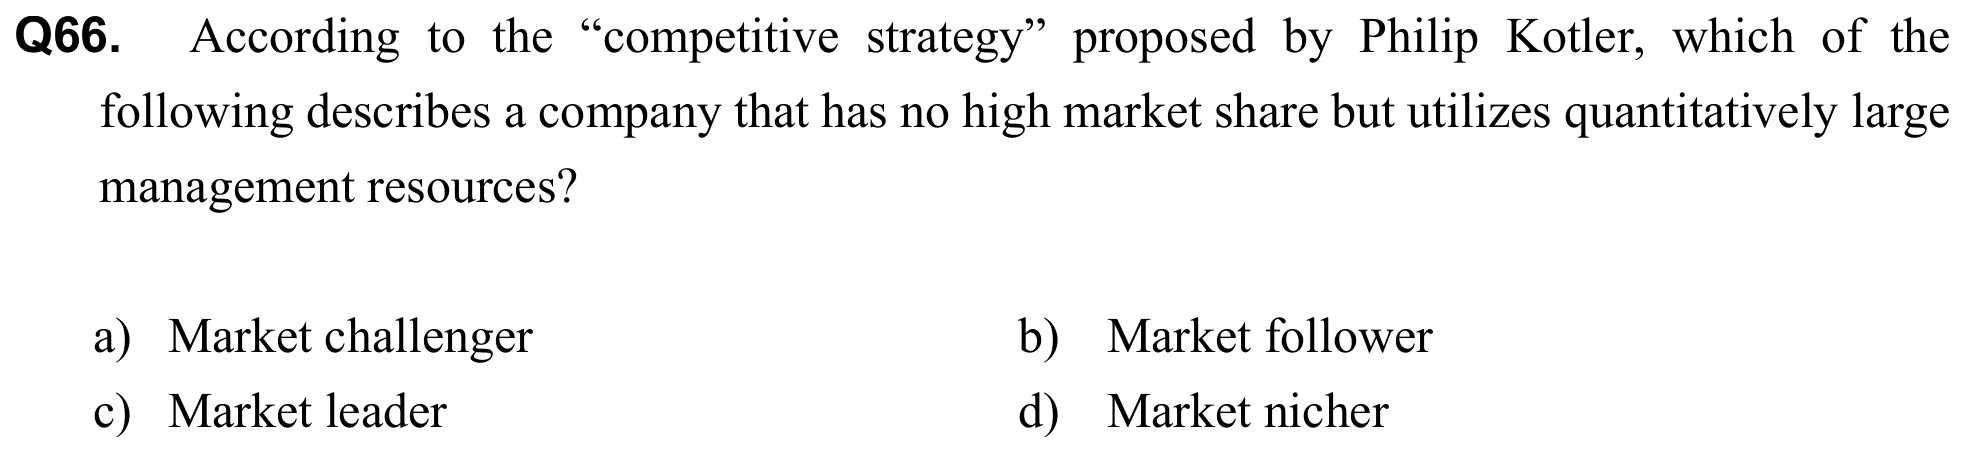 Q66. According to the “competitive strategy” proposed by Philip Kotler, which of the
following describes a company that has no high market share but utilizes quantitatively large
management resources?
a) Market challenger b) Market follower
c) Market leader d) Market nicher